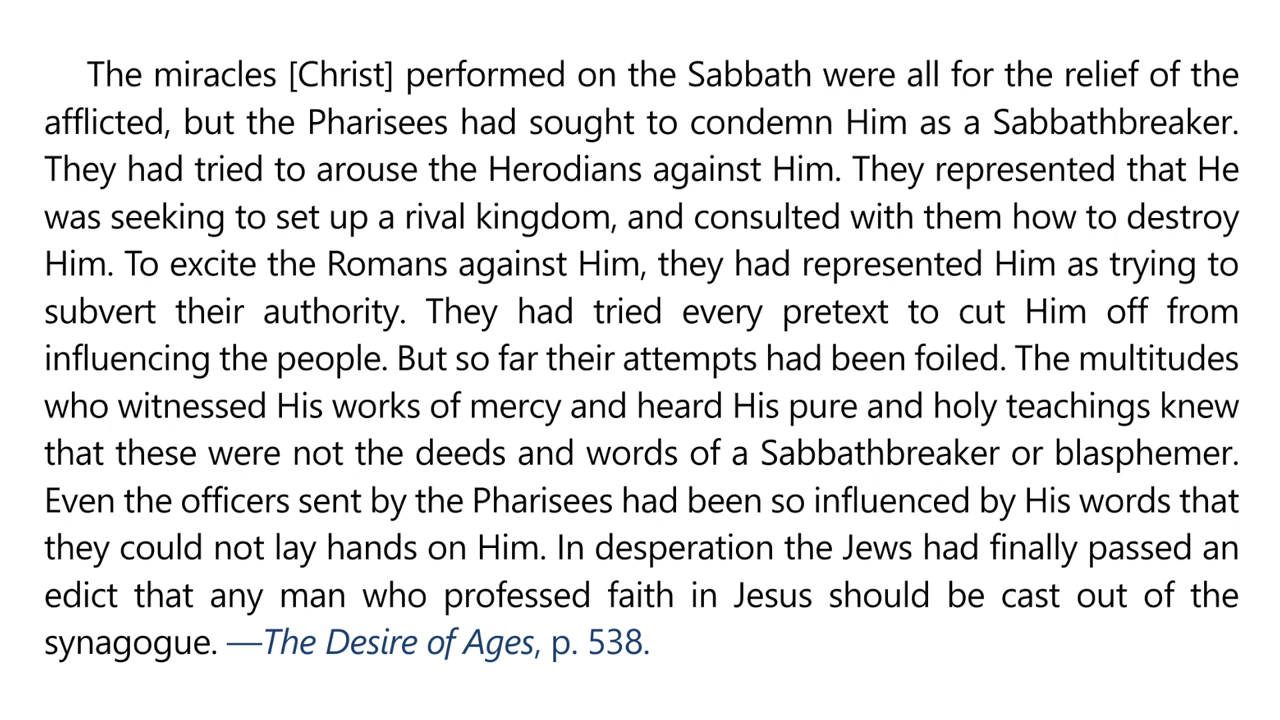 The miracles [Christ] performed on the Sabbath were all for the relief of the
afflicted, but the Pharisees had sought to condemn Him as a Sabbathbreaker.
They had tried to arouse the Herodians against Him. They represented that He
was seeking to set up a rival kingdom, and consulted with them how to destroy
Him. To excite the Romans against Him, they had represented Him as trying to
subvert their authority. They had tried every pretext to cut Him off from
influencing the people. But so far their attempts had been foiled. The multitudes
who witnessed His works of mercy and heard His pure and holy teachings knew
that these were not the deeds and words of a Sabbathbreaker or blasphemer.
Even the officers sent by the Pharisees had been so influenced by His words that
they could not lay hands on Him. In desperation the Jews had finally passed an
edict that any man who professed faith in Jesus should be cast out of the
synagogue. —The Desire of Ages, p. 538.